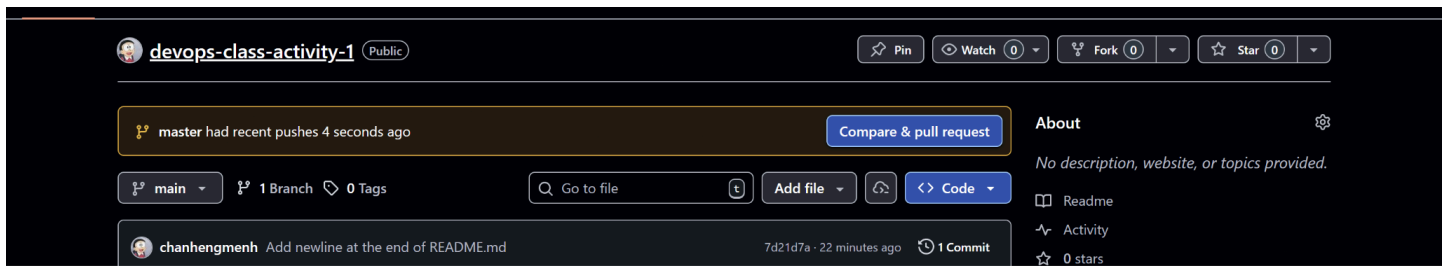 devops-class-activity-1 Public
Pin
Watch 0
Fork 0
Star 0
master had recent pushes 4 seconds ago
Compare & pull request
main
1 Branch
0 Tags
Go to file
t
Add file
<> Code
chanhengmenh Add newline at the end of README.md
7d21d7a · 22 minutes ago
1 Commit
About
No description, website, or topics provided.
Readme
Activity
0 stars